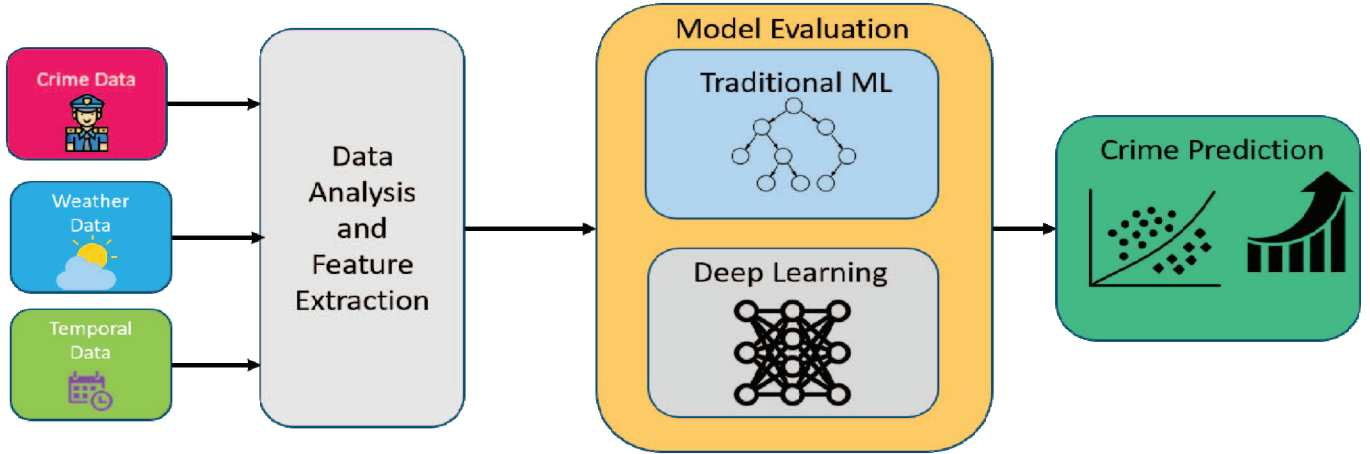 Crime Data
Weather
Data
Temporal
Data
Data
Analysis
and
Feature
Extraction
Model Evaluation
Traditional ML
Deep Learning
Crime Prediction